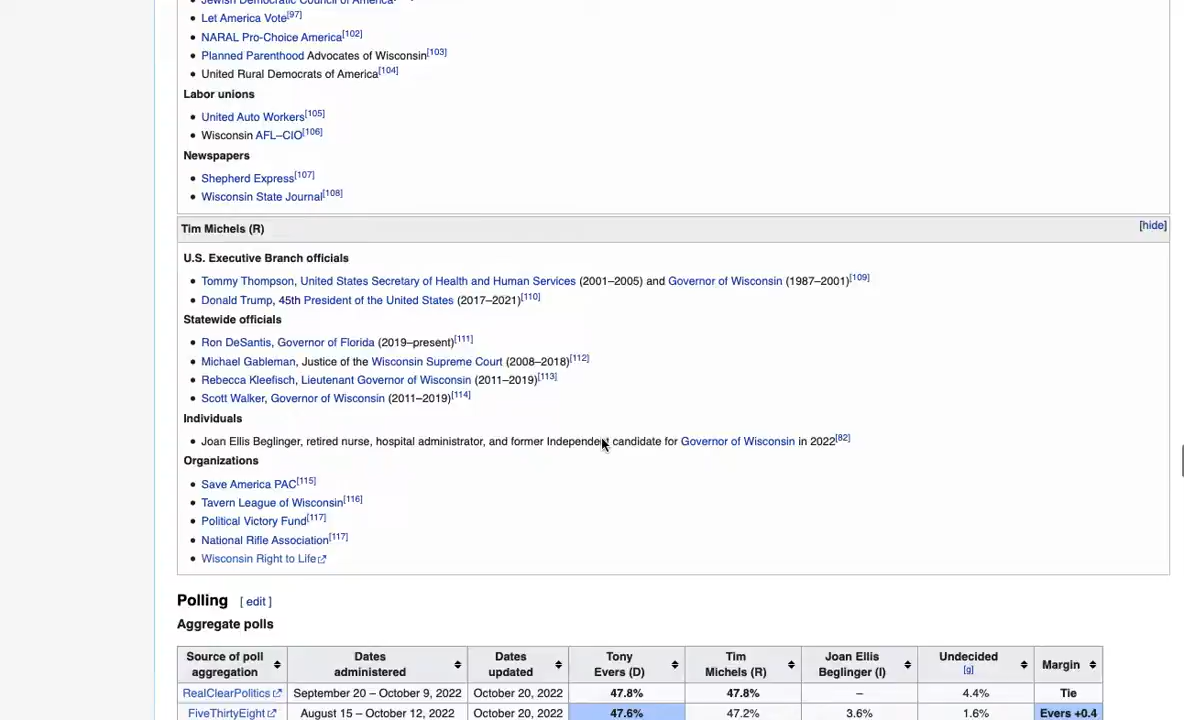 Jewish Democratic Council of America
Let America Vote[97]
NARAL Pro-Choice America[102]
Planned Parenthood Advocates of Wisconsin[103]
United Rural Democrats of America[104]
Labor unions
United Auto Workers[105]
Wisconsin AFL–CIO[106]
Newspapers
Shepherd Express[107]
Wisconsin State Journal[108]
Tim Michels (R) [hide]
U.S. Executive Branch officials
Tommy Thompson, United States Secretary of Health and Human Services (2001–2005) and Governor of Wisconsin (1987–2001)[109]
Donald Trump, 45th President of the United States (2017–2021)[110]
Statewide officials
Ron DeSantis, Governor of Florida (2019–present)[111]
Michael Gableman, Justice of the Wisconsin Supreme Court (2008–2018)[112]
Rebecca Kleefisch, Lieutenant Governor of Wisconsin (2011–2019)[113]
Scott Walker, Governor of Wisconsin (2011–2019)[114]
Individuals
Joan Ellis Beglinger, retired nurse, hospital administrator, and former Independent candidate for Governor of Wisconsin in 2022[82]
Organizations
Save America PAC[115]
Tavern League of Wisconsin[116]
Political Victory Fund[117]
National Rifle Association[117]
Wisconsin Right to Life
Polling [ edit ]
Aggregate polls
Source of poll aggregation Dates administered Dates updated Tony Evers (D) Tim Michels (R) Joan Ellis Beglinger (I) Undecided [g] Margin
RealClearPolitics September 20 – October 9, 2022 October 20, 2022 47.8% 47.8% – 4.4% Tie
FiveThirtyEight August 15 – October 12, 2022 October 20, 2022 47.6% 47.2% 3.6% 1.6% Evers +0.4